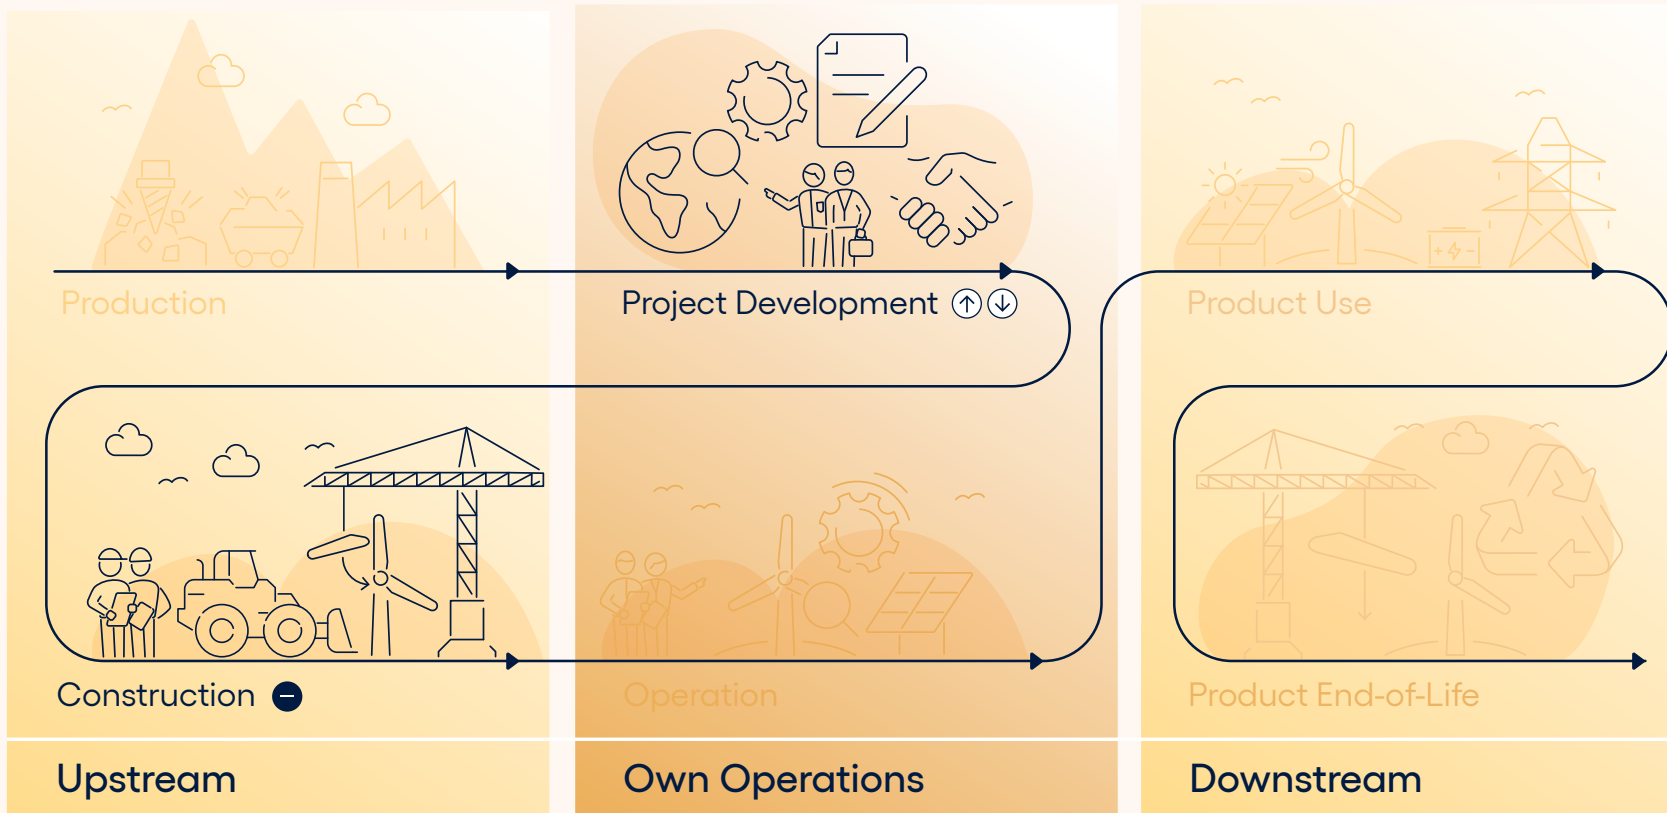 Production
Project Development
Product Use
Construction
Operation
Product End-of-Life
Upstream
Own Operations
Downstream